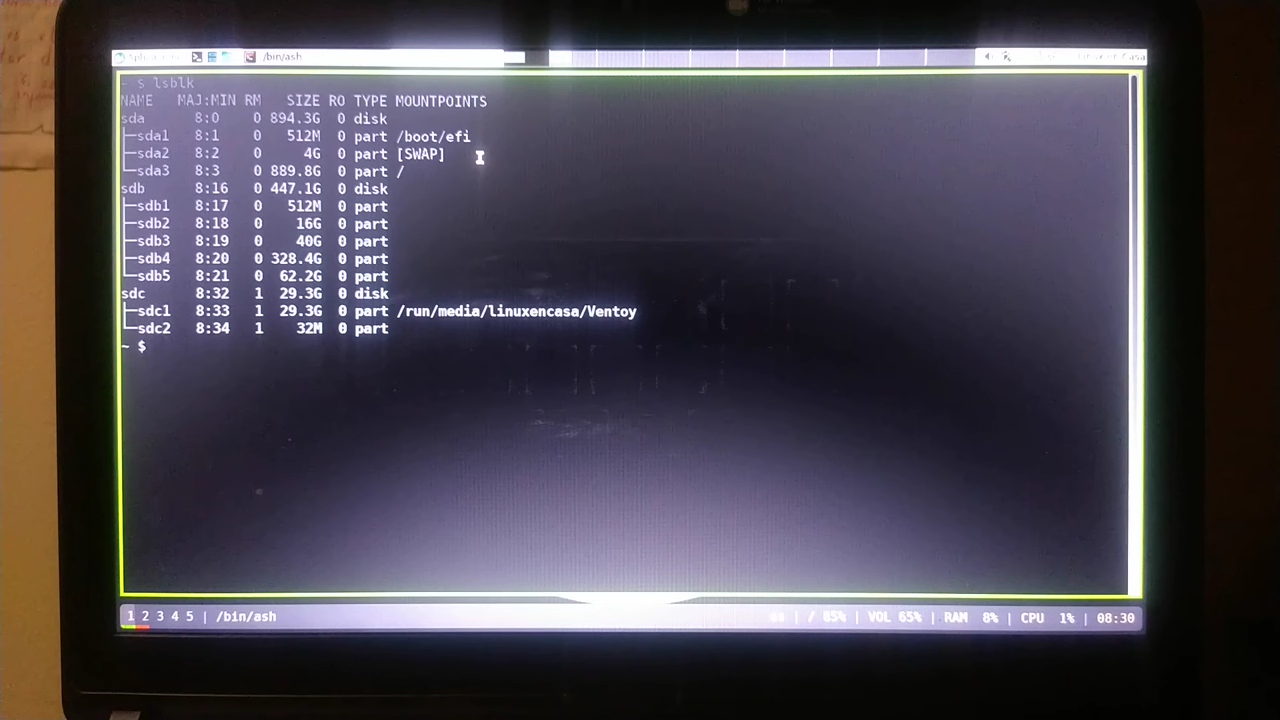 /bin/ash
~ $ lsblk
NAME MAJ:MIN RM SIZE RO TYPE MOUNTPOINTS
sda 8:0 0 894.3G 0 disk
├─sda1 8:1 0 512M 0 part /boot/efi
├─sda2 8:2 0 4G 0 part [SWAP]
└─sda3 8:3 0 889.8G 0 part /
sdb 8:16 0 447.1G 0 disk
├─sdb1 8:17 0 512M 0 part
├─sdb2 8:18 0 16G 0 part
├─sdb3 8:19 0 40G 0 part
├─sdb4 8:20 0 328.4G 0 part
└─sdb5 8:21 0 62.2G 0 part
sdc 8:32 1 29.3G 0 disk
├─sdc1 8:33 1 29.3G 0 part /run/media/linuxencasa/Ventoy
└─sdc2 8:34 1 32M 0 part
~ $
1 2 3 4 5 | /bin/ash | / 85% | VOL 65% | RAM 8% | CPU 1% | 08:30